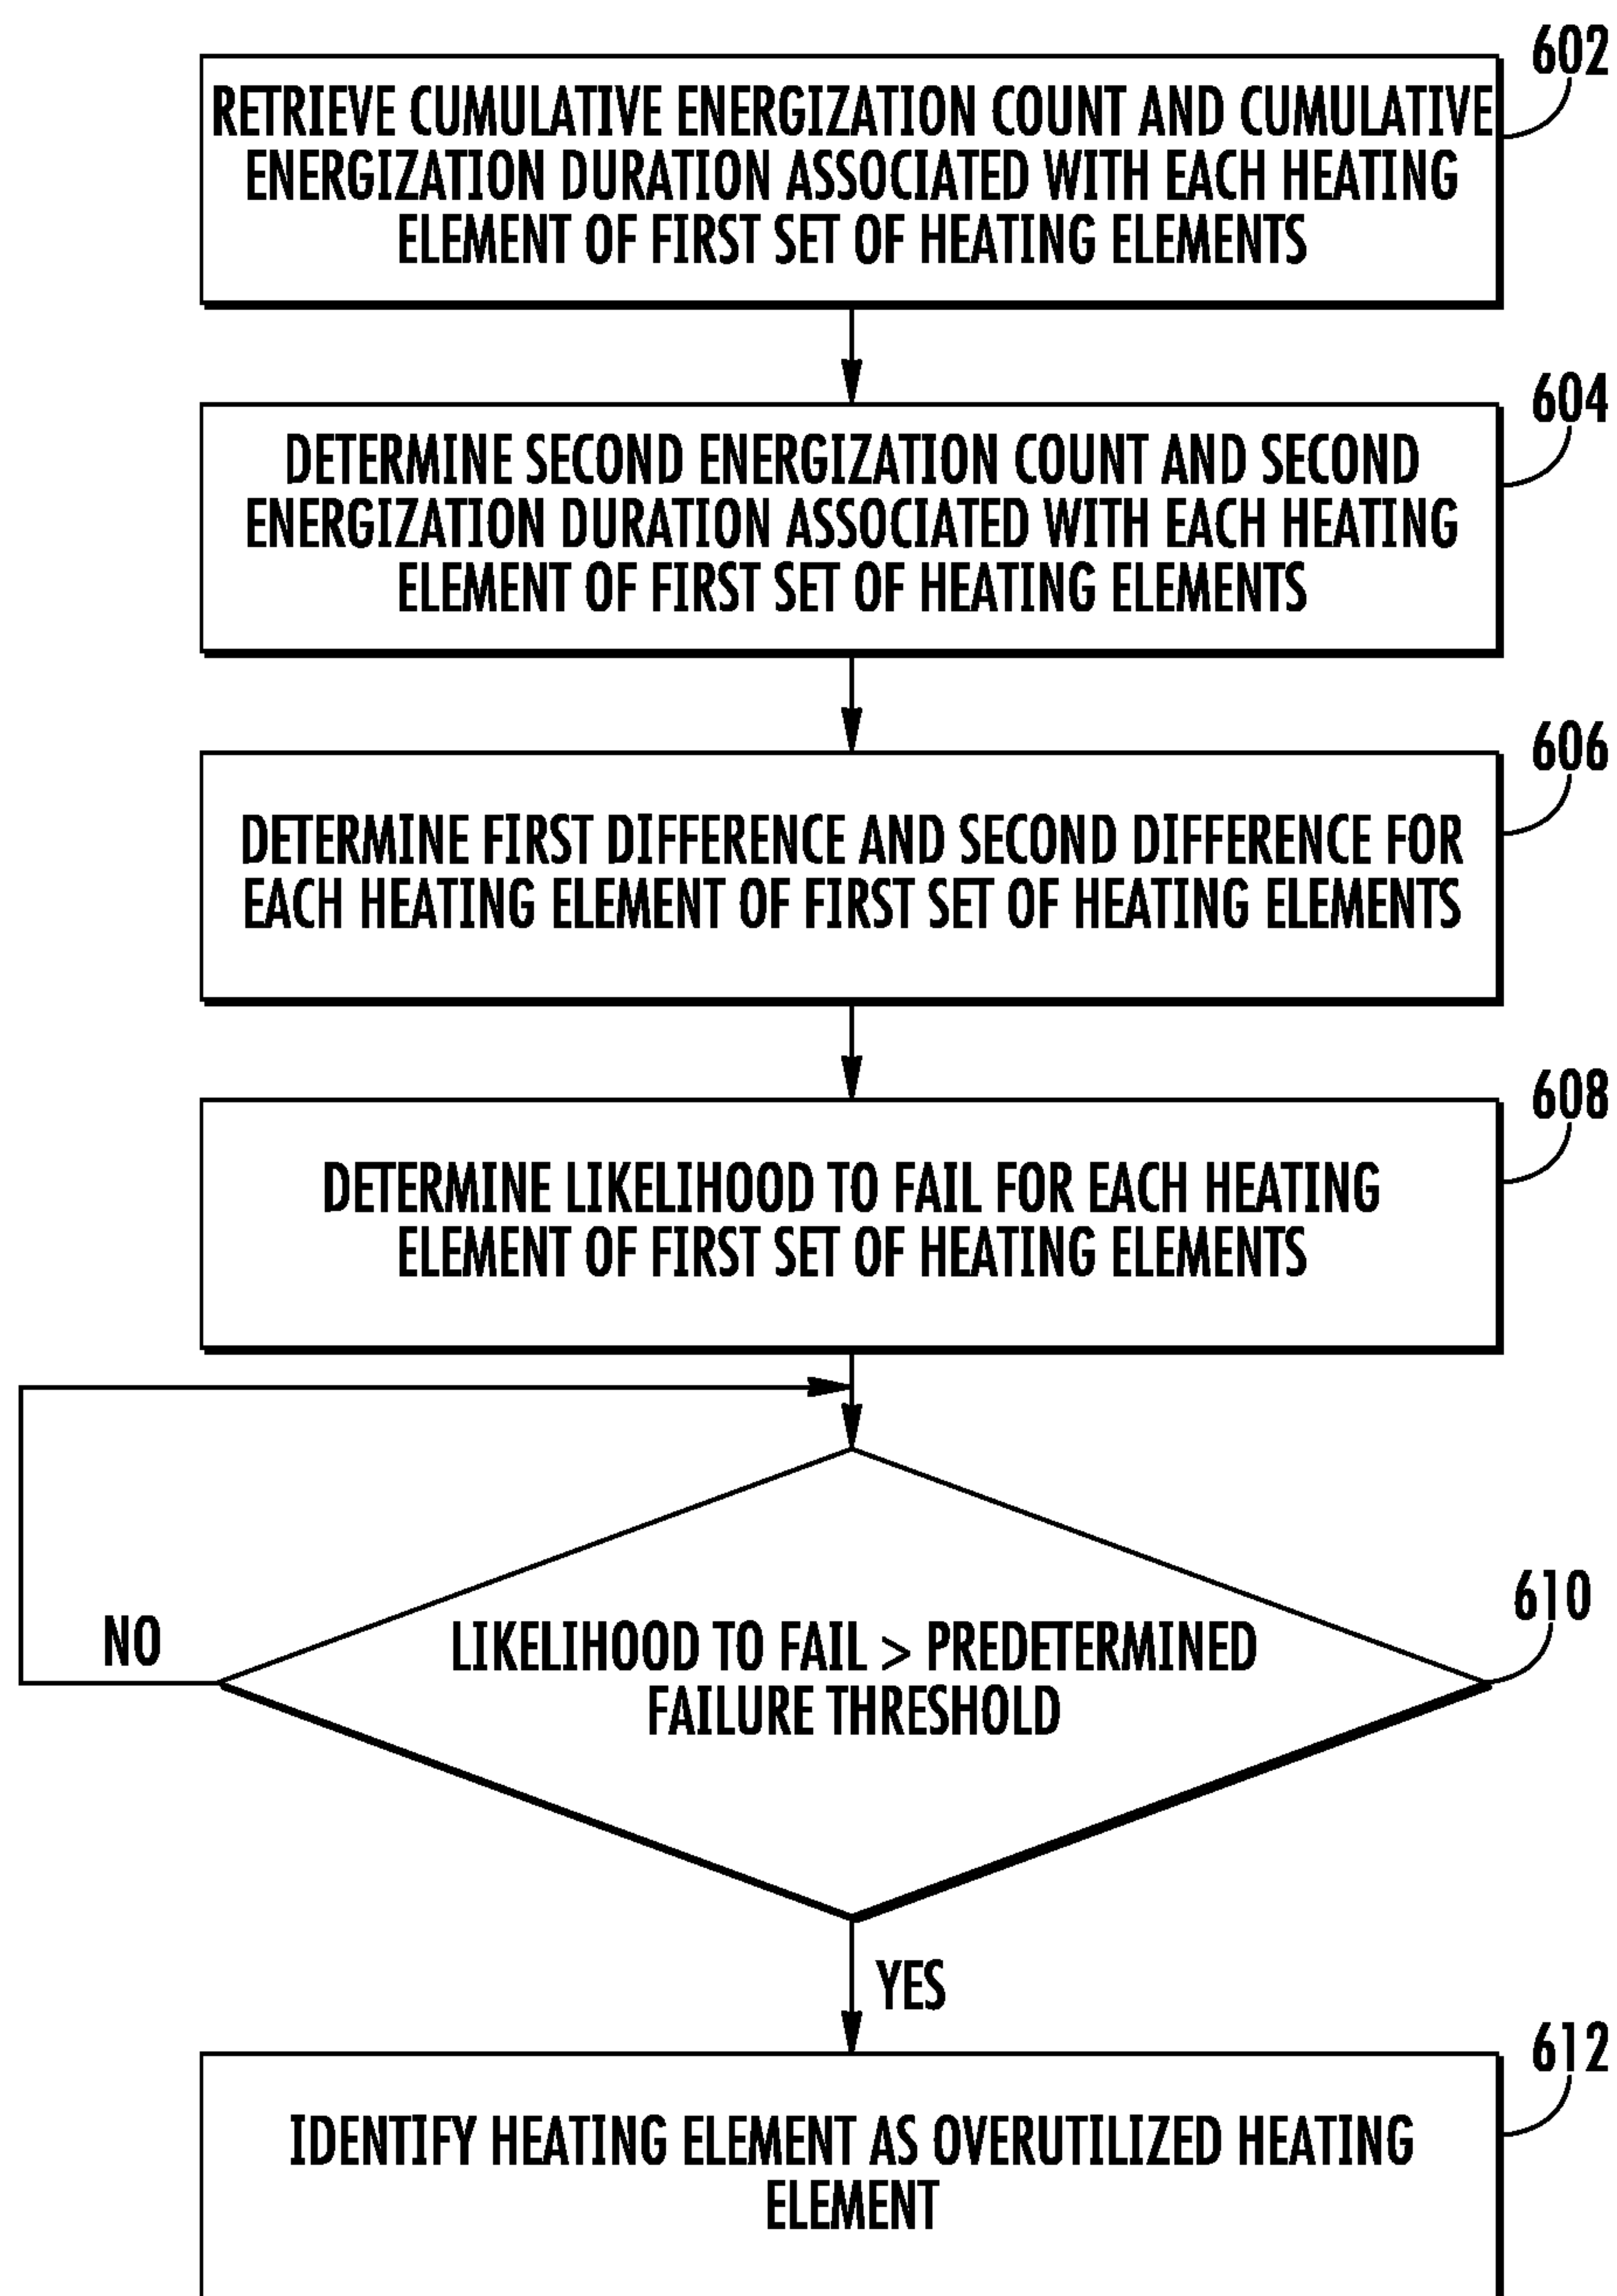 602
RETRIEVE CUMULATIVE ENERGIZATION COUNT AND CUMULATIVE
ENERGIZATION DURATION ASSOCIATED WITH EACH HEATING
ELEMENT OF FIRST SET OF HEATING ELEMENTS
604
DETERMINE SECOND ENERGIZATION COUNT AND SECOND
ENERGIZATION DURATION ASSOCIATED WITH EACH HEATING
ELEMENT OF FIRST SET OF HEATING ELEMENTS
606
DETERMINE FIRST DIFFERENCE AND SECOND DIFFERENCE FOR
EACH HEATING ELEMENT OF FIRST SET OF HEATING ELEMENTS
608
DETERMINE LIKELIHOOD TO FAIL FOR EACH HEATING
ELEMENT OF FIRST SET OF HEATING ELEMENTS
610
NO
LIKELIHOOD TO FAIL > PREDETERMINED
FAILURE THRESHOLD
YES
612
IDENTIFY HEATING ELEMENT AS OVERUTILIZED HEATING
ELEMENT